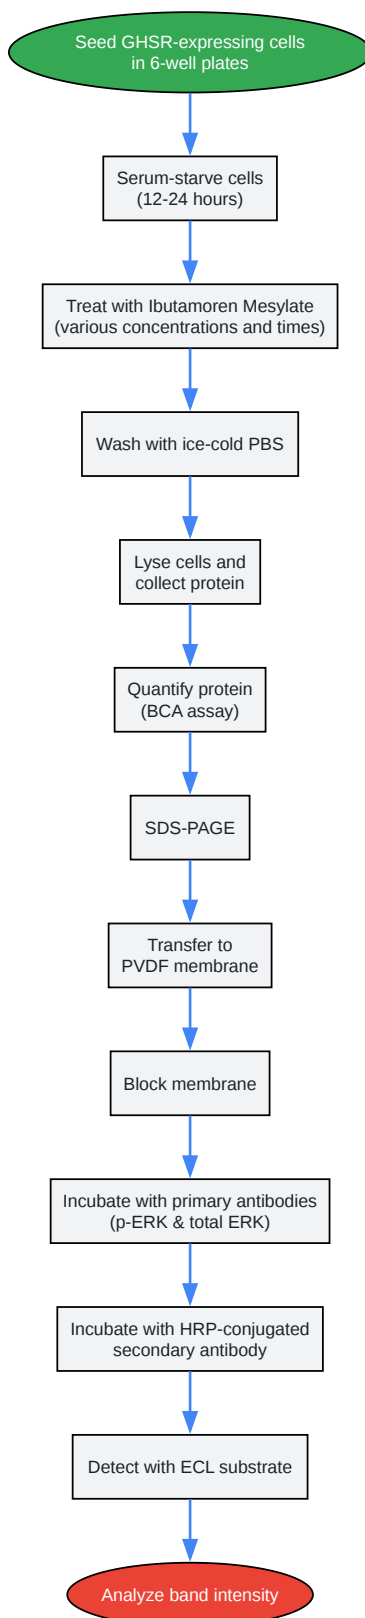 Seed GHSR-expressing cells
in 6-well plates
Serum-starve cells
(12-24 hours)
Treat with Ibutamoren Mesylate
(various concentrations and times)
Wash with ice-cold PBS
Lyse cells and
collect protein
Quantify protein
(BCA assay)
SDS-PAGE
Transfer to
PVDF membrane
Block membrane
Incubate with primary antibodies
(p-ERK & total ERK)
Incubate with HRP-conjugated
secondary antibody
Detect with ECL substrate
Analyze band intensity